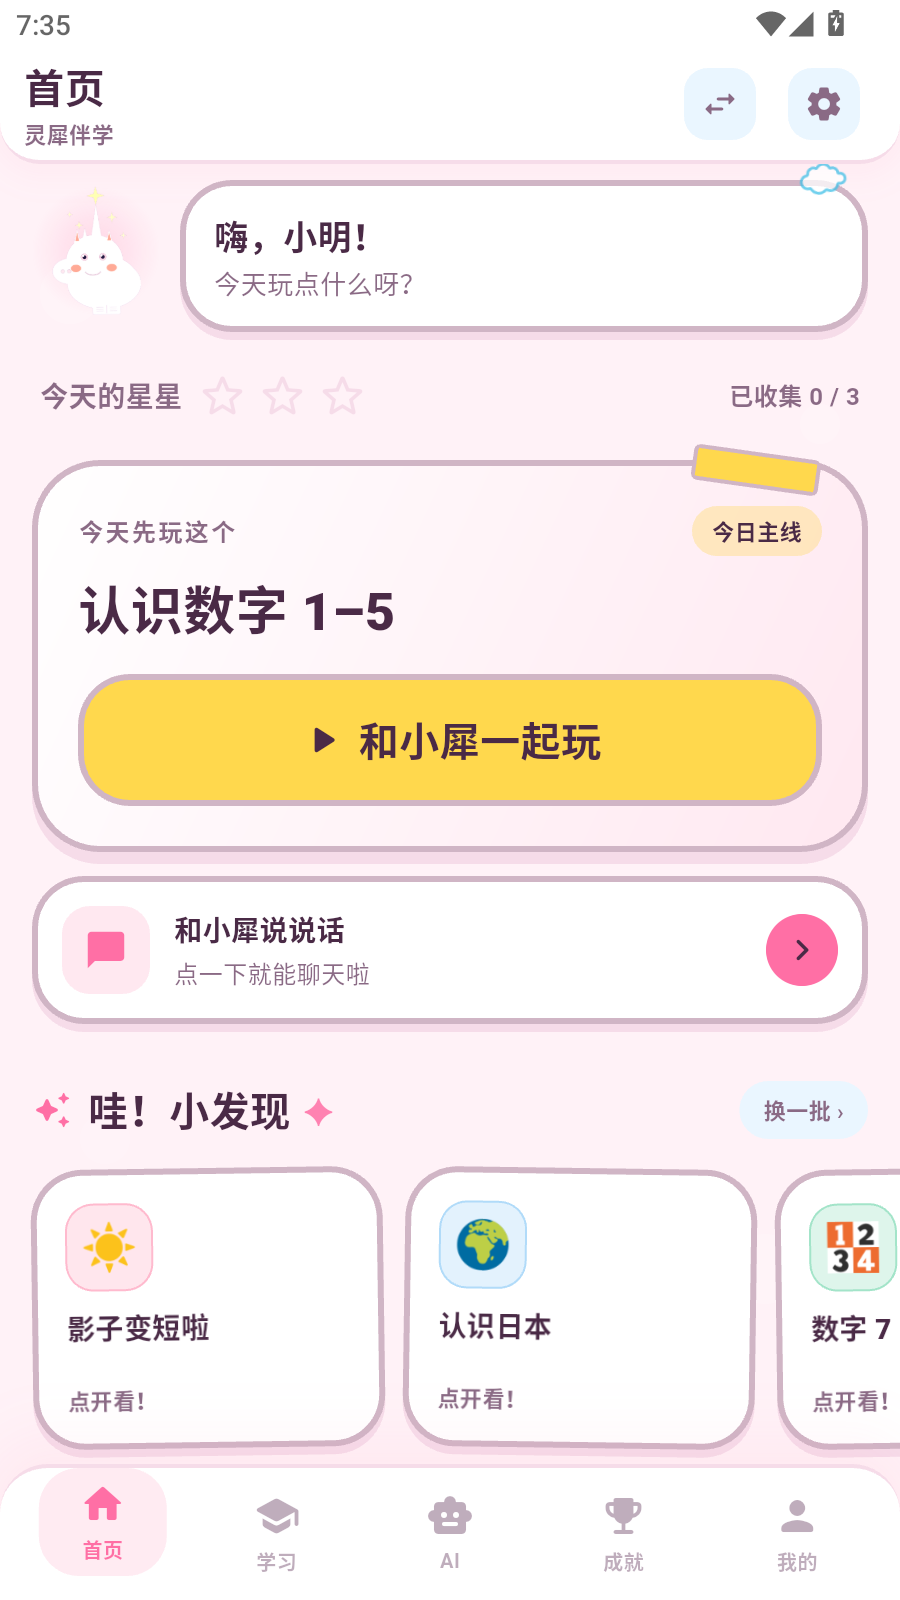 7:35
首页
灵犀伴学
嗨，小明！
今天玩点什么呀？
今天的星星
已收集 0 / 3
今天先玩这个
今日主线
认识数字 1–5
和小犀一起玩
和小犀说说话
点一下就能聊天啦
哇！小发现
换一批 ›
1 2
3 4
影子变短啦
认识日本
数字 7
点开看！
点开看！
点开看！
首页
学习
AI
成就
我的